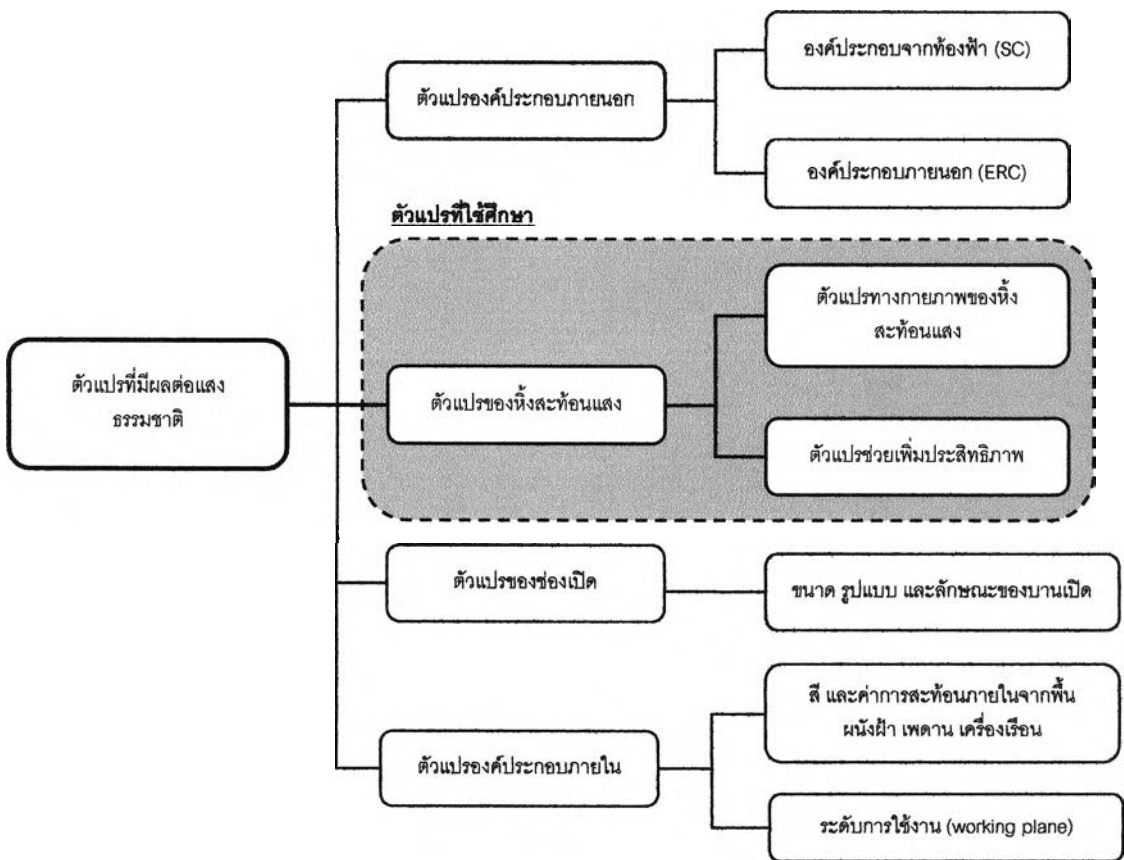 องค์ประกอบจากท้องฟ้า (SC)
ตัวแปรองค์ประกอบภายนอก
องค์ประกอบภายนอก (ERC)
ตัวแปรที่ใช้ศึกษา
ตัวแปรทางกายภาพของหิ้ง
สะท้อนแสง
ตัวแปรที่มีผลต่อแสง
ธรรมชาติ
ตัวแปรของหิ้งสะท้อนแสง
ตัวแปรช่วยเพิ่มประสิทธิภาพ
ตัวแปรของช่องเปิด
ขนาด รูปแบบ และลักษณะของบานเปิด
สี และค่าการสะท้อนภายในจากพื้น
ผนังฝ้า เพดาน เครื่องเรือน
ตัวแปรองค์ประกอบภายใน
ระดับการใช้งาน (working plane)